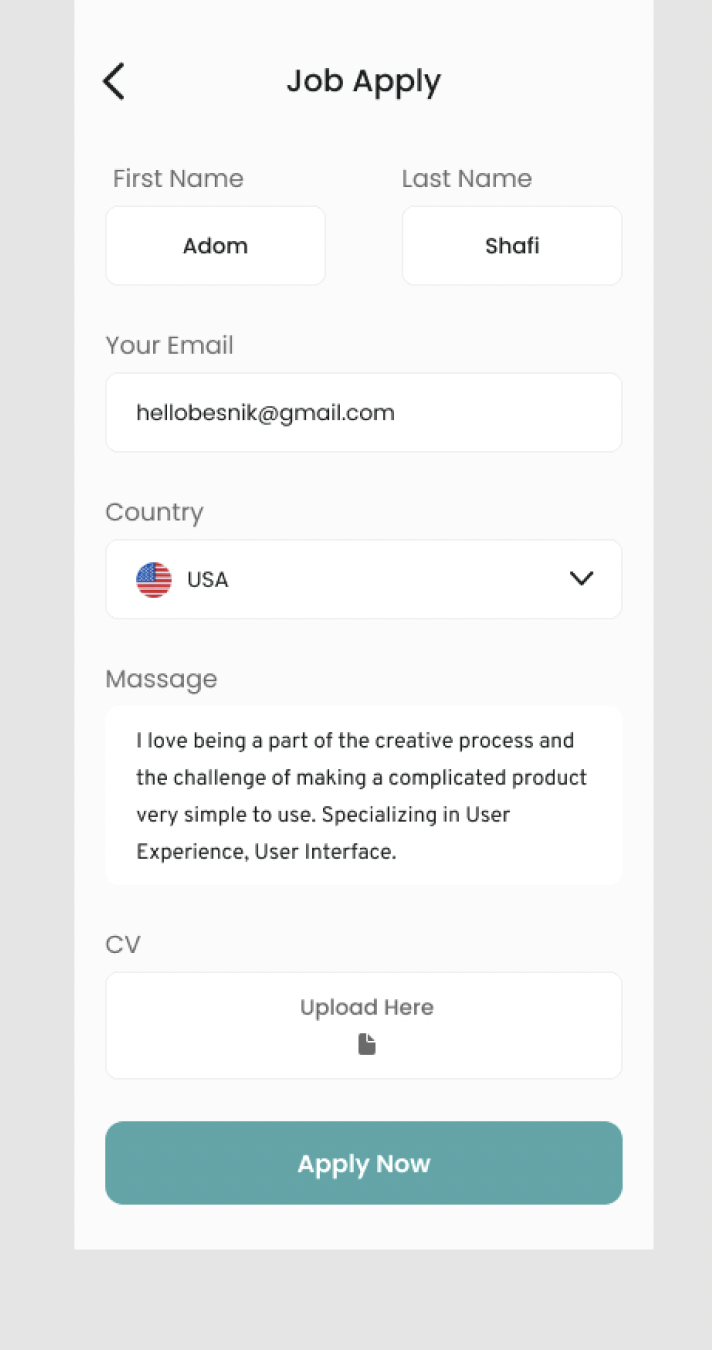 Job Apply
First Name
Last Name
Adom
Shafi
Your Email
hellobesnik@gmail.com
Country
USA
Massage
I love being a part of the creative process and
the challenge of making a complicated product
very simple to use. Specializing in User
Experience, User Interface.
CV
Upload Here
Apply Now